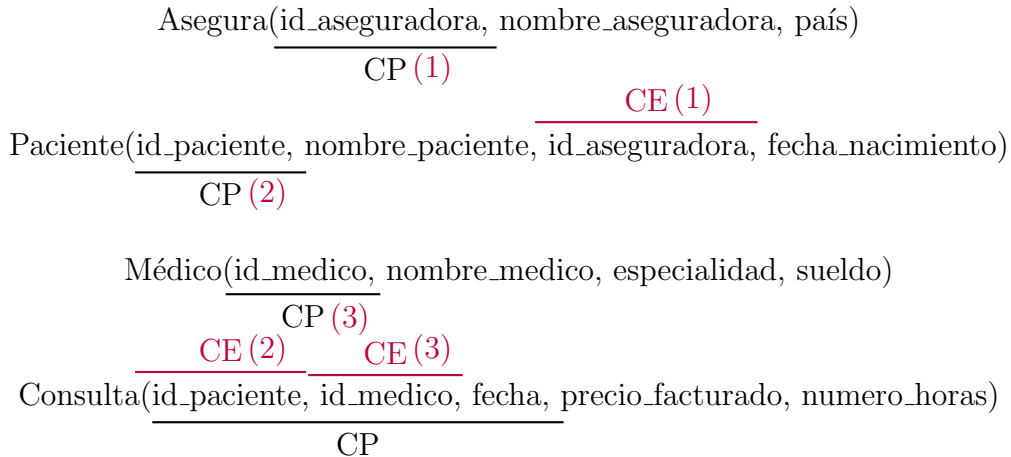 Asegura(id_aseguradora, nombre_aseguradora, país)
CP (1)
CE (1)
Paciente(id_paciente, nombre_paciente, id_aseguradora, fecha_nacimiento)
CP (2)
Médico(id_medico, nombre_medico, especialidad, sueldo)
CP (3)
CE (2) CE (3)
Consulta(id_paciente, id_medico, fecha, precio_facturado, numero_horas)
CP